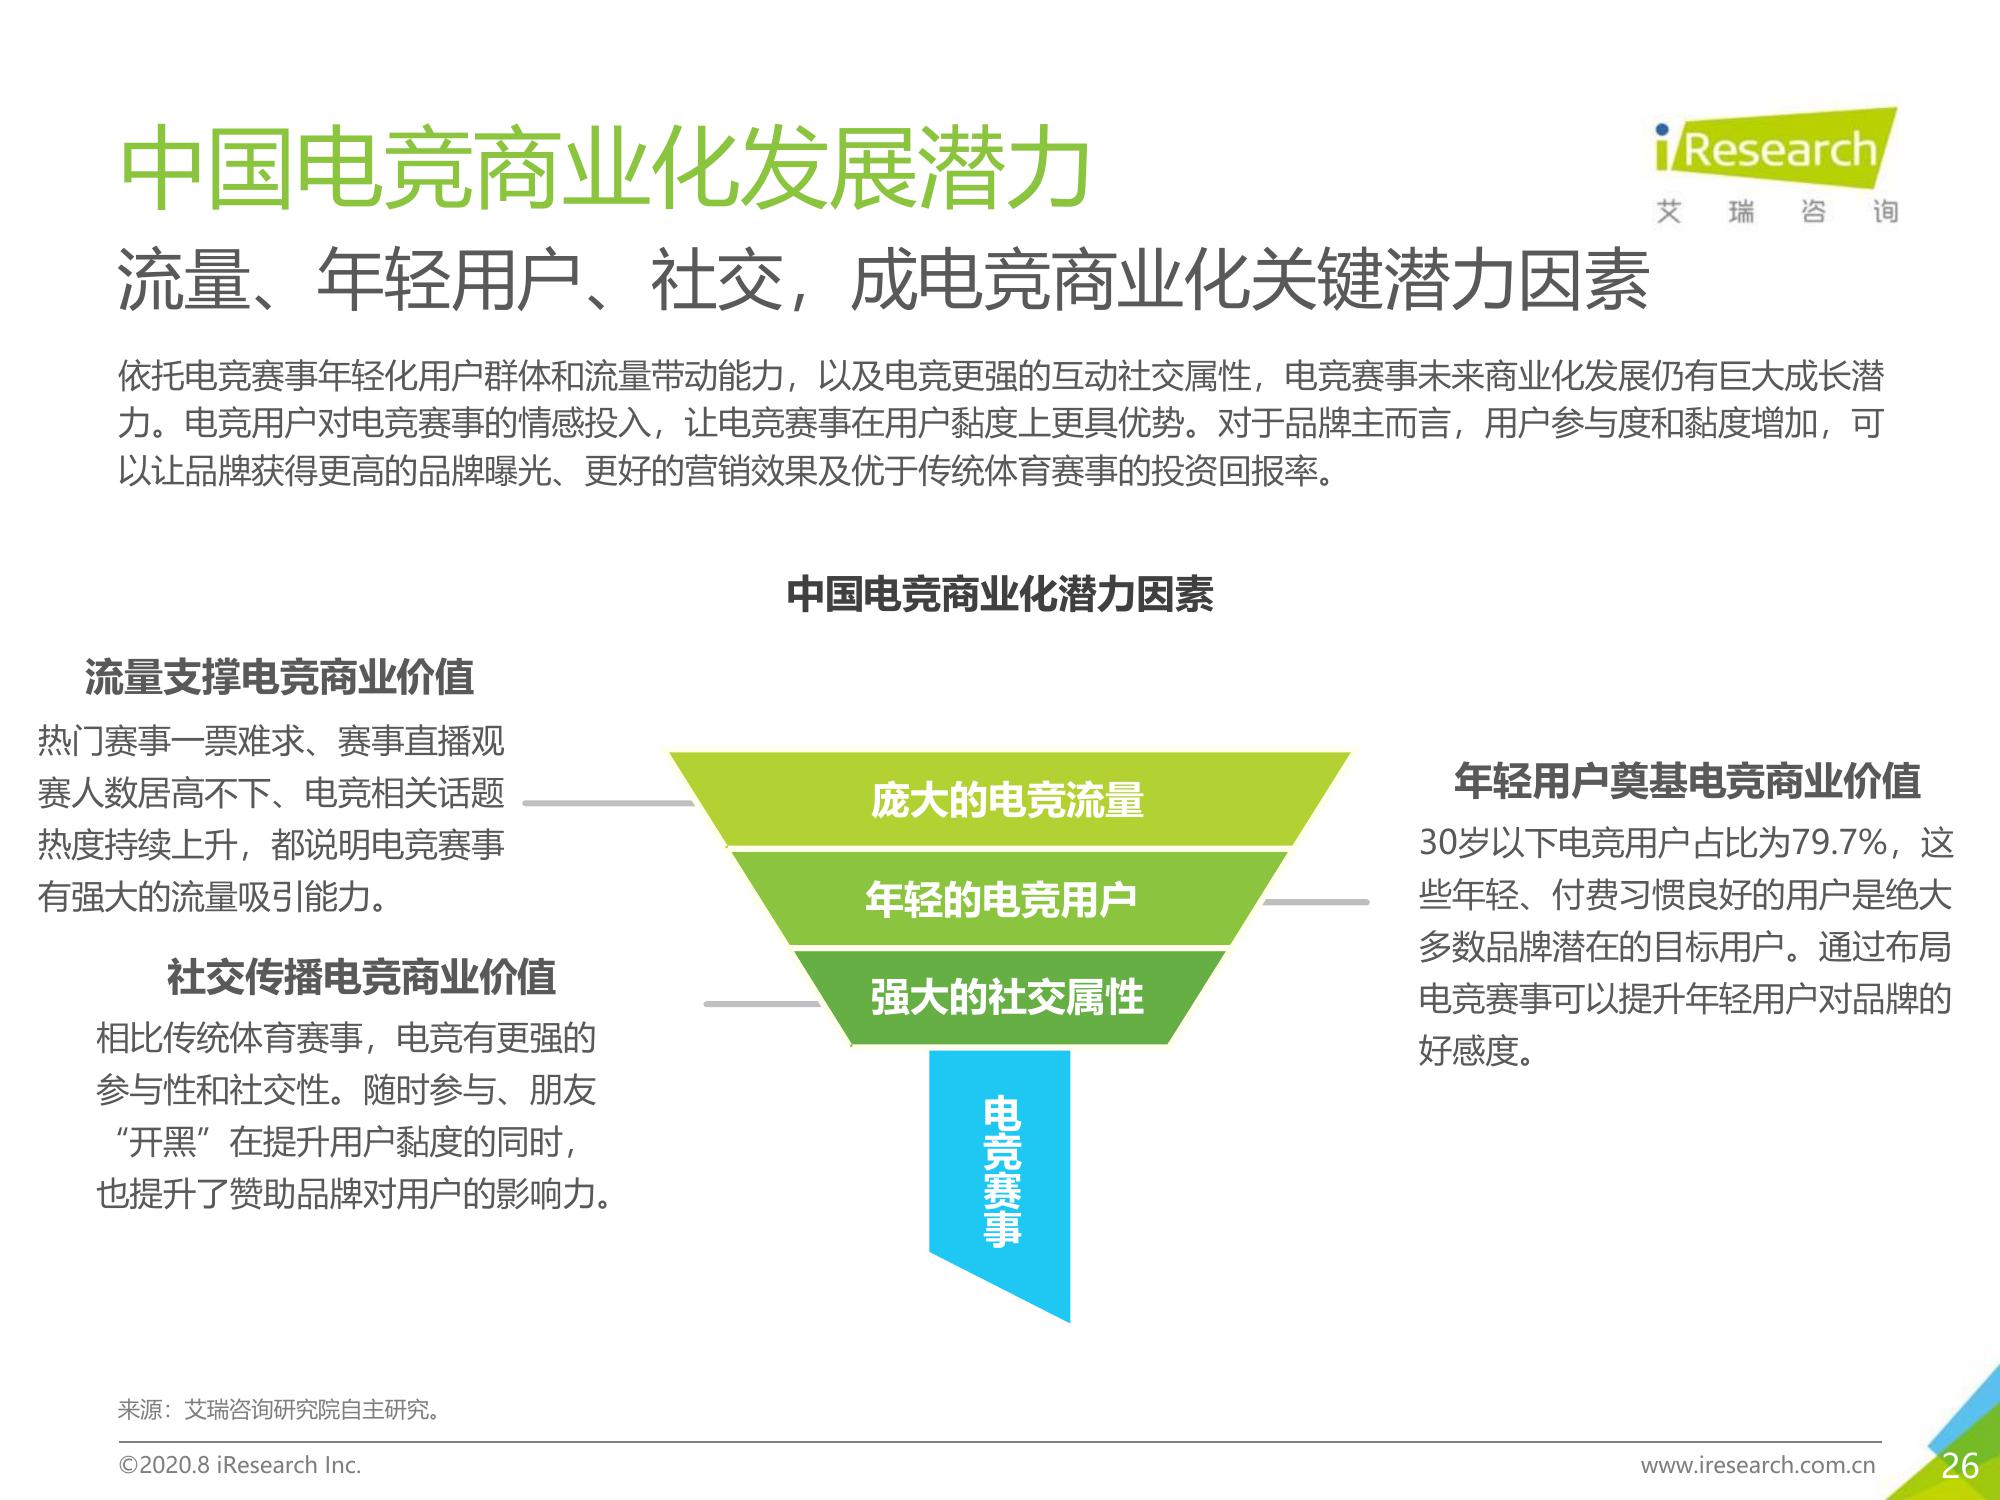 中国电竞商业化发展潜力
iResearch
艾瑞咨询
流量、年轻用户、社交，成电竞商业化关键潜力因素
依托电竞赛事年轻化用户群体和流量带动能力，以及电竞更强的互动社交属性，电竞赛事未来商业化发展仍有巨大成长潜
力。电竞用户对电竞赛事的情感投入，让电竞赛事在用户黏度上更具优势。对于品牌主而言，用户参与度和黏度增加，可
以让品牌获得更高的品牌曝光、更好的营销效果及优于传统体育赛事的投资回报率。
中国电竞商业化潜力因素
流量支撑电竞商业价值
热门赛事一票难求、赛事直播观
赛人数居高不下、电竞相关话题
热度持续上升，都说明电竞赛事
有强大的流量吸引能力。
社交传播电竞商业价值
相比传统体育赛事，电竞有更强的
参与性和社交性。随时参与、朋友
“开黑”在提升用户黏度的同时，
也提升了赞助品牌对用户的影响力。
庞大的电竞流量
年轻的电竞用户
强大的社交属性
电竞赛事
年轻用户奠基电竞商业价值
30岁以下电竞用户占比为79.7%，这
些年轻、付费习惯良好的用户是绝大
多数品牌潜在的目标用户。通过布局
电竞赛事可以提升年轻用户对品牌的
好感度。
来源：艾瑞咨询研究院自主研究。
©2020.8 iResearch Inc.
www.iresearch.com.cn
26